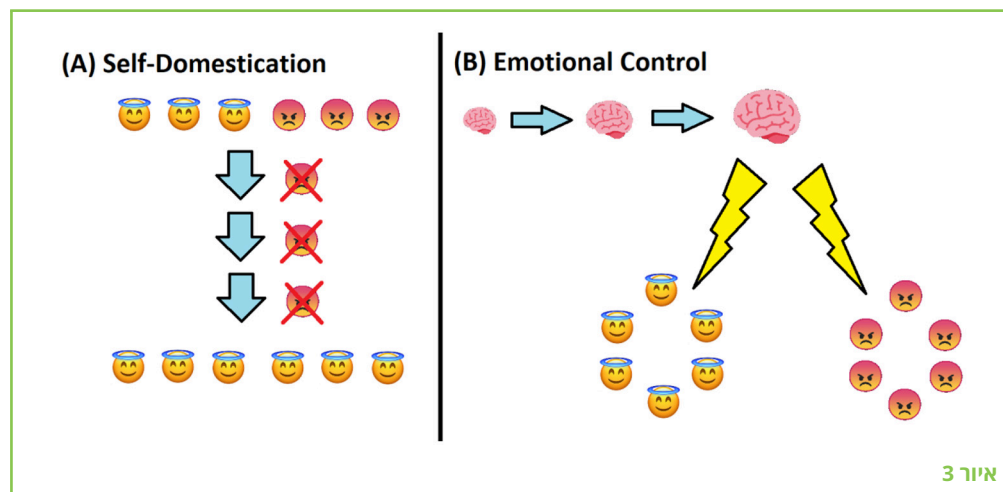 (A) Self-Domestication
(B) Emotional Control
איור 3